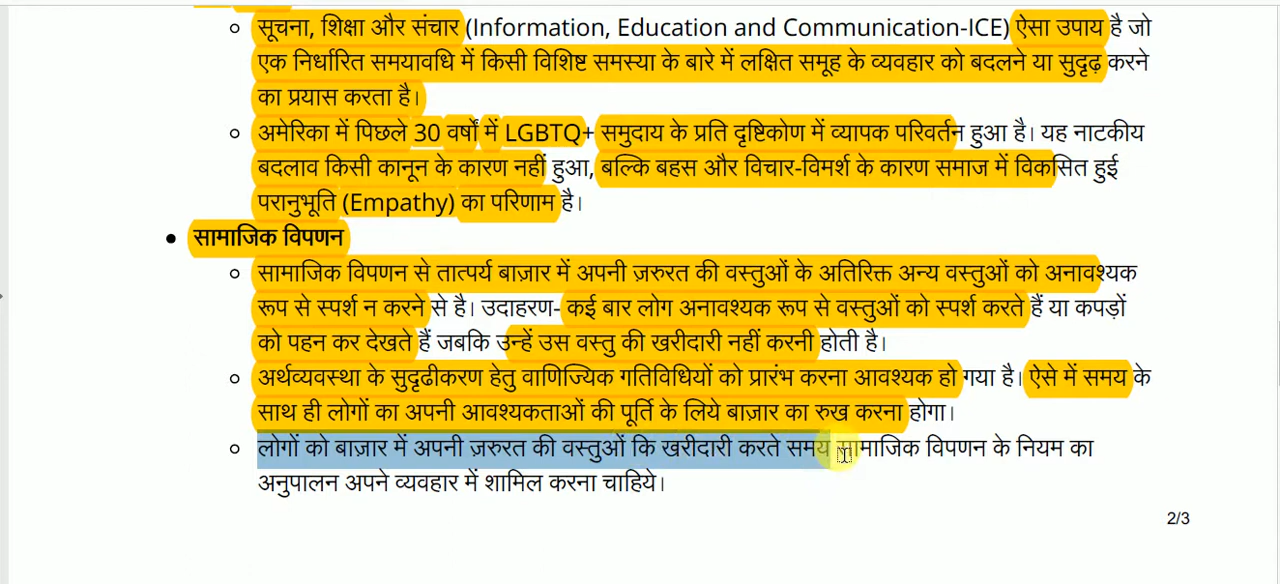 सूचना, शिक्षा और संचार (Information, Education and Communication-ICE) ऐसा उपाय है जो
एक निर्धारित समयावधि में किसी विशिष्ट समस्या के बारे में लक्षित समूह के व्यवहार को बदलने या सुदृढ़ करने
का प्रयास करता है।
अमेरिका में पिछले 30 वर्षों में LGBTQ+ समुदाय के प्रति दृष्टिकोण में व्यापक परिवर्तन हुआ है। यह नाटकीय
बदलाव किसी कानून के कारण नहीं हुआ, बल्कि बहस और विचार-विमर्श के कारण समाज में विकसित हुई
परानुभूति (Empathy) का परिणाम है।
सामाजिक विपणन
सामाजिक विपणन से तात्पर्य बाज़ार में अपनी ज़रुरत की वस्तुओं के अतिरिक्त अन्य वस्तुओं को अनावश्यक
रूप से स्पर्श न करने से है। उदाहरण- कई बार लोग अनावश्यक रूप से वस्तुओं को स्पर्श करते हैं या कपड़ों
को पहन कर देखते हैं जबकि उन्हें उस वस्तु की खरीदारी नहीं करनी होती है।
अर्थव्यवस्था के सुदृढीकरण हेतु वाणिज्यिक गतिविधियों को प्रारंभ करना आवश्यक हो गया है। ऐसे में समय के
साथ ही लोगों का अपनी आवश्यकताओं की पूर्ति के लिये बाज़ार का रुख करना होगा।
लोगों को बाज़ार में अपनी ज़रुरत की वस्तुओं कि खरीदारी करते समय सामाजिक विपणन के नियम का
अनुपालन अपने व्यवहार में शामिल करना चाहिये।
2/3